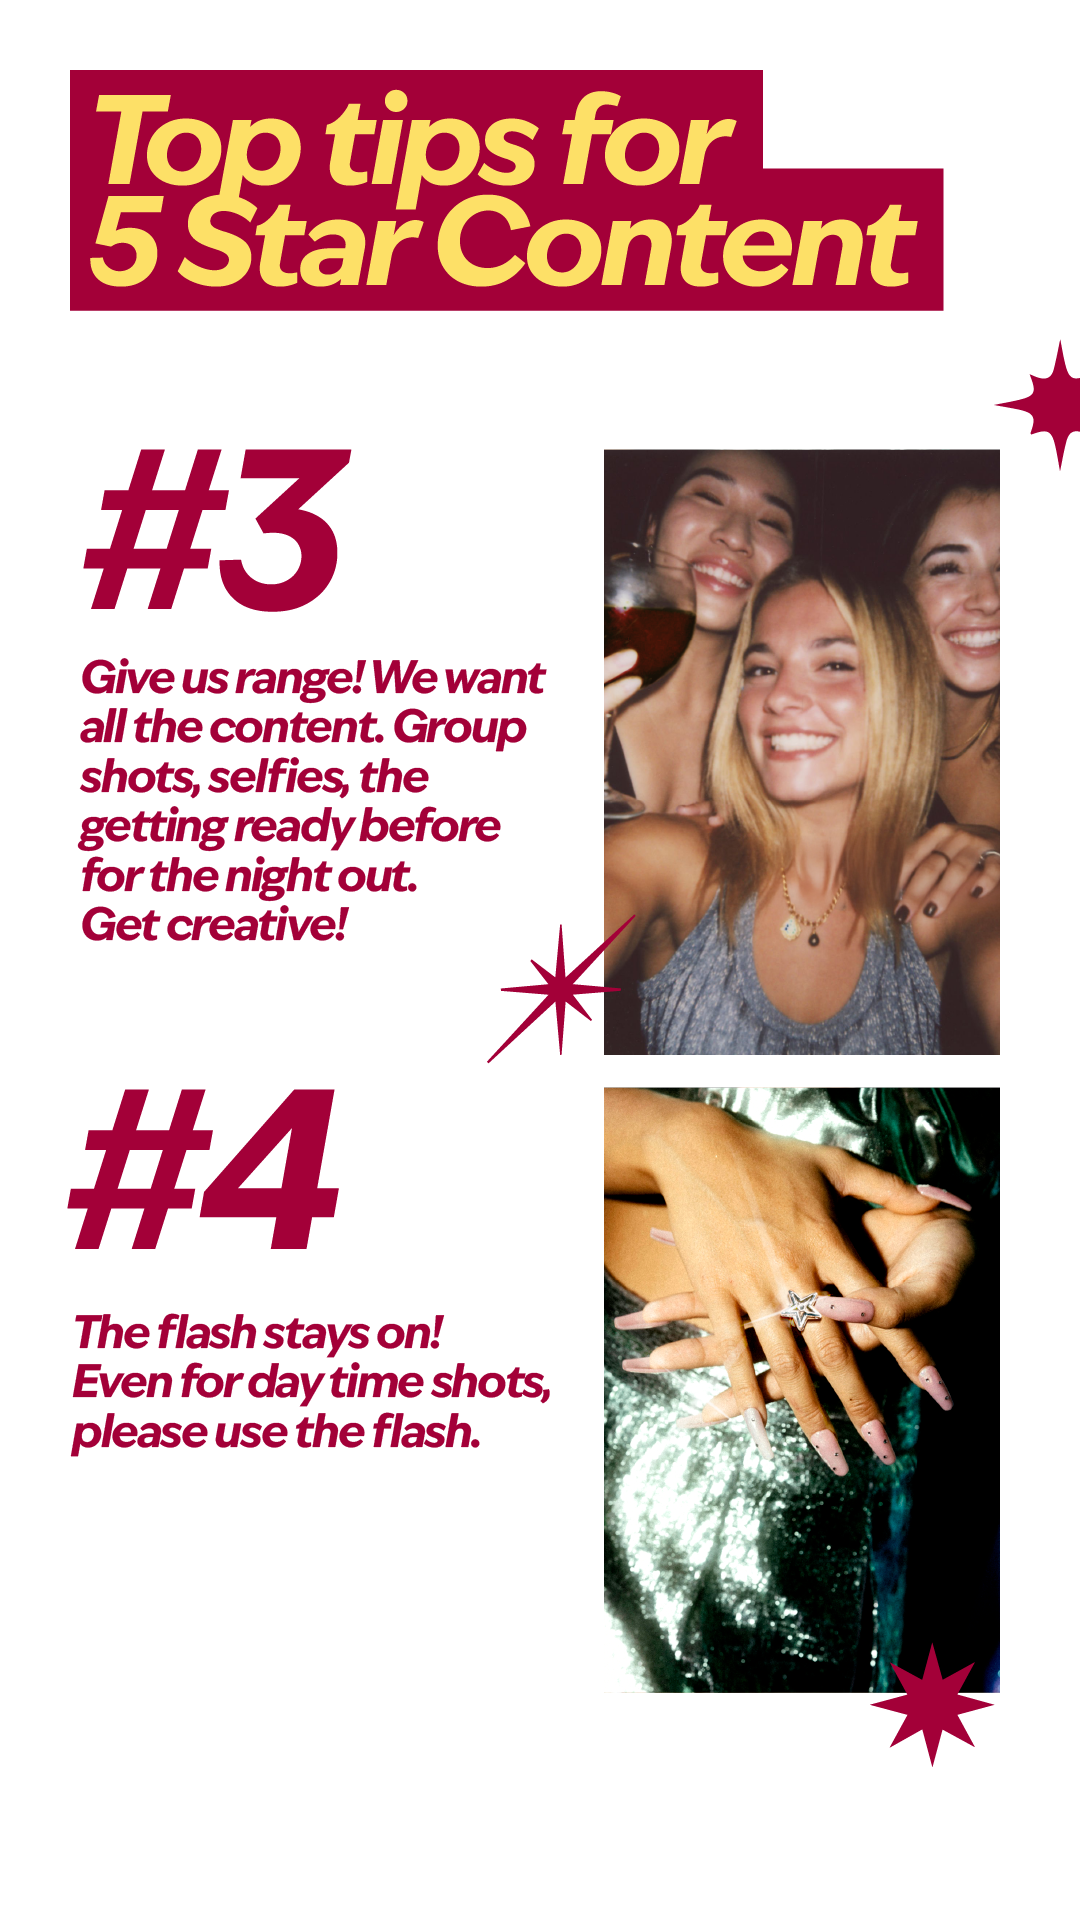 Top tips for
5 Star Content
#3
Give us range! We want
all the content. Group
shots, selfies, the
getting ready before
for the night out.
Get creative!
#4
The flash stays on!
Even for day time shots,
please use the flash.